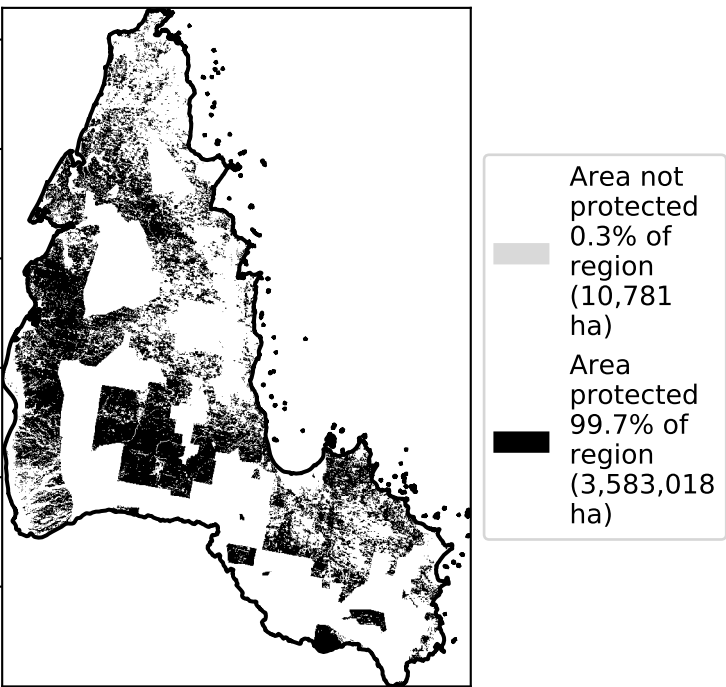 Area not
protected
0.3% of
region
(10,781
ha)
Area
protected
99.7% of
region
(3,583,018
ha)